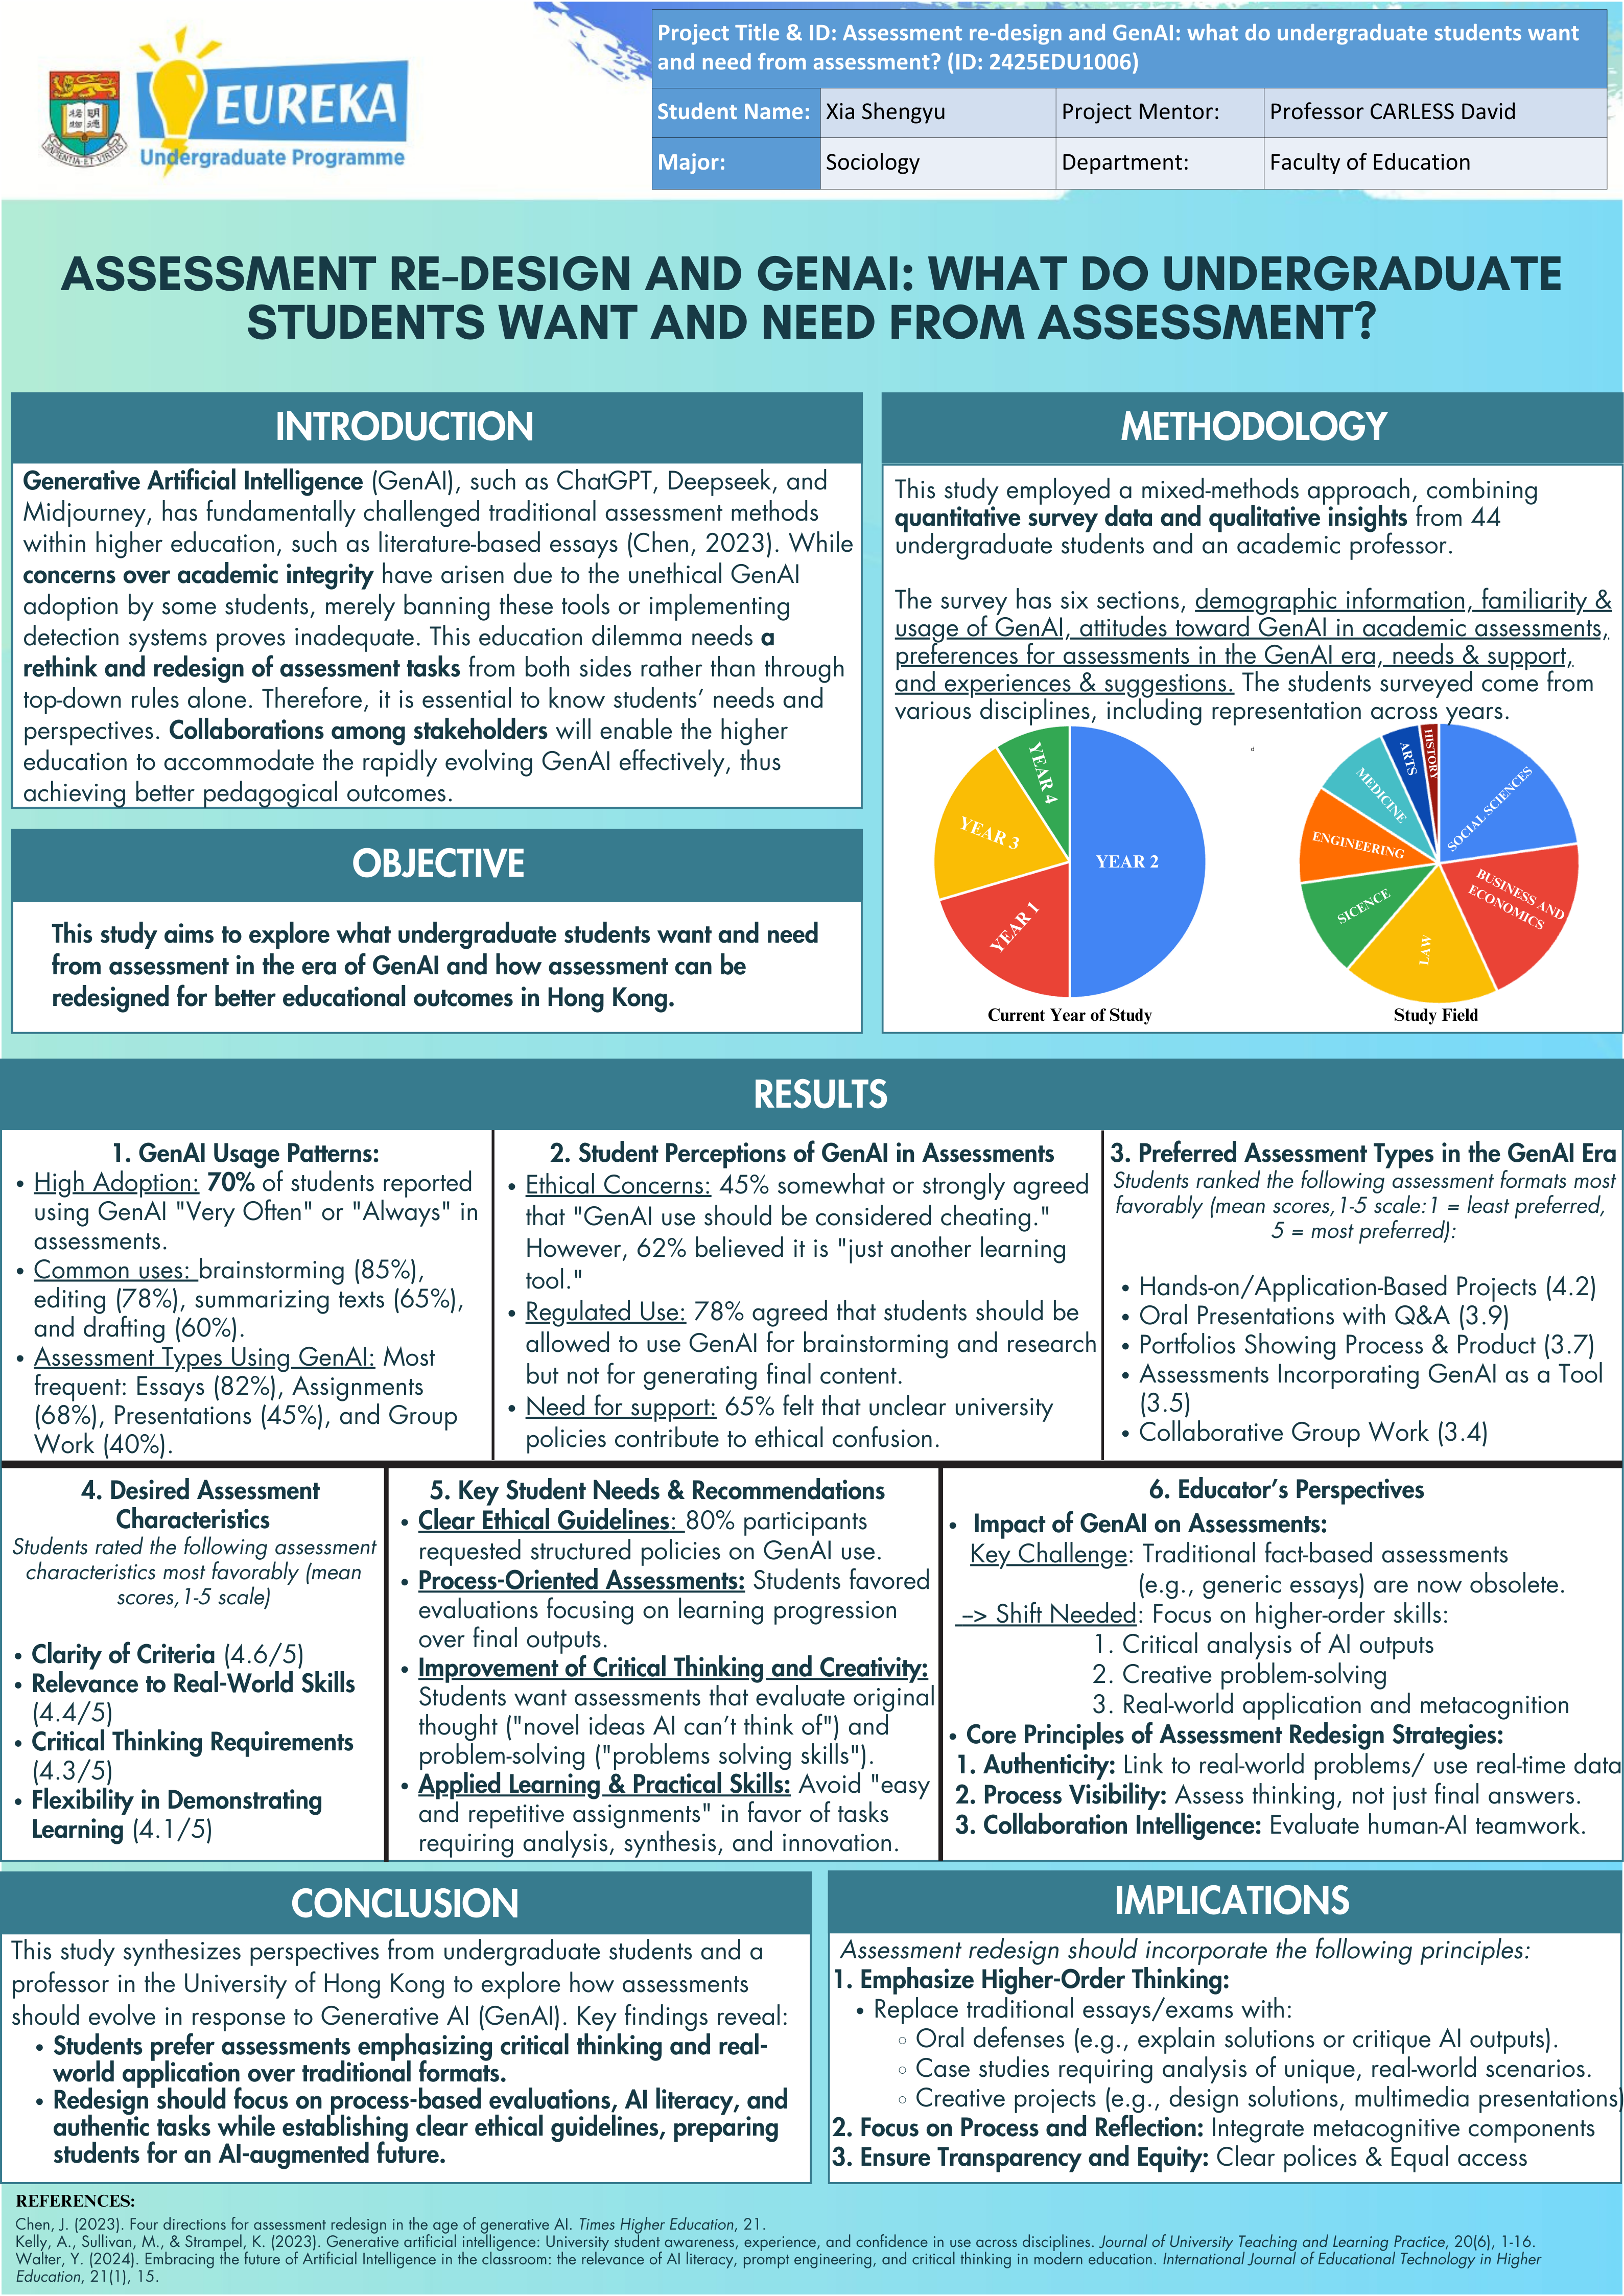 EUREKA
Undergraduate Programme
SAPIENTIA·ET·VIRTVS
Project Title & ID: Assessment re-design and GenAI: what do undergraduate students want
and need from assessment? (ID: 2425EDU1006)
Student Name: Xia Shengyu Project Mentor: Professor CARLESS David
Major: Sociology Department: Faculty of Education
ASSESSMENT RE-DESIGN AND GENAI: WHAT DO UNDERGRADUATE
STUDENTS WANT AND NEED FROM ASSESSMENT?
INTRODUCTION
Generative Artificial Intelligence (GenAI), such as ChatGPT, Deepseek, and
Midjourney, has fundamentally challenged traditional assessment methods
within higher education, such as literature-based essays (Chen, 2023). While
concerns over academic integrity have arisen due to the unethical GenAI
adoption by some students, merely banning these tools or implementing
detection systems proves inadequate. This education dilemma needs a
rethink and redesign of assessment tasks from both sides rather than through
top-down rules alone. Therefore, it is essential to know students’ needs and
perspectives. Collaborations among stakeholders will enable the higher
education to accommodate the rapidly evolving GenAI effectively, thus
achieving better pedagogical outcomes.
OBJECTIVE
This study aims to explore what undergraduate students want and need
from assessment in the era of GenAI and how assessment can be
redesigned for better educational outcomes in Hong Kong.
METHODOLOGY
This study employed a mixed-methods approach, combining
quantitative survey data and qualitative insights from 44
undergraduate students and an academic professor.
The survey has six sections, demographic information, familiarity &
usage of GenAI, attitudes toward GenAI in academic assessments,
preferences for assessments in the GenAI era, needs & support,
and experiences & suggestions. The students surveyed come from
various disciplines, including representation across years.
YEAR 4
YEAR 3
YEAR 2
YEAR 1
Current Year of Study
HISTORY
ARTS
MEDICINE
SOCIAL SCIENCES
ENGINEERING
BUSINESS AND
ECONOMICS
SICENCE
LAW
Study Field
RESULTS
1. GenAI Usage Patterns:
• High Adoption: 70% of students reported
using GenAI "Very Often" or "Always" in
assessments.
• Common uses: brainstorming (85%),
editing (78%), summarizing texts (65%),
and drafting (60%).
• Assessment Types Using GenAI: Most
frequent: Essays (82%), Assignments
(68%), Presentations (45%), and Group
Work (40%).
2. Student Perceptions of GenAI in Assessments
• Ethical Concerns: 45% somewhat or strongly agreed
that "GenAI use should be considered cheating."
However, 62% believed it is "just another learning
tool."
• Regulated Use: 78% agreed that students should be
allowed to use GenAI for brainstorming and research
but not for generating final content.
• Need for support: 65% felt that unclear university
policies contribute to ethical confusion.
3. Preferred Assessment Types in the GenAI Era
Students ranked the following assessment formats most
favorably (mean scores, 1-5 scale: 1 = least preferred,
5 = most preferred):
• Hands-on/Application-Based Projects (4.2)
• Oral Presentations with Q&A (3.9)
• Portfolios Showing Process & Product (3.7)
• Assessments Incorporating GenAI as a Tool
(3.5)
• Collaborative Group Work (3.4)
4. Desired Assessment
Characteristics
Students rated the following assessment
characteristics most favorably (mean
scores, 1-5 scale)
• Clarity of Criteria (4.6/5)
• Relevance to Real-World Skills
(4.4/5)
• Critical Thinking Requirements
(4.3/5)
• Flexibility in Demonstrating
Learning (4.1/5)
5. Key Student Needs & Recommendations
• Clear Ethical Guidelines: 80% participants
requested structured policies on GenAI use.
• Process-Oriented Assessments: Students favored
evaluations focusing on learning progression
over final outputs.
• Improvement of Critical Thinking and Creativity:
Students want assessments that evaluate original
thought ("novel ideas AI can’t think of") and
problem-solving ("problems solving skills").
• Applied Learning & Practical Skills: Avoid "easy
and repetitive assignments" in favor of tasks
requiring analysis, synthesis, and innovation.
6. Educator’s Perspectives
• Impact of GenAI on Assessments:
Key Challenge: Traditional fact-based assessments
(e.g., generic essays) are now obsolete.
–> Shift Needed: Focus on higher-order skills:
1. Critical analysis of AI outputs
2. Creative problem-solving
3. Real-world application and metacognition
• Core Principles of Assessment Redesign Strategies:
1. Authenticity: Link to real-world problems/ use real-time data
2. Process Visibility: Assess thinking, not just final answers.
3. Collaboration Intelligence: Evaluate human-AI teamwork.
CONCLUSION
This study synthesizes perspectives from undergraduate students and a
professor in the University of Hong Kong to explore how assessments
should evolve in response to Generative AI (GenAI). Key findings reveal:
• Students prefer assessments emphasizing critical thinking and real-
world application over traditional formats.
• Redesign should focus on process-based evaluations, AI literacy, and
authentic tasks while establishing clear ethical guidelines, preparing
students for an AI-augmented future.
IMPLICATIONS
Assessment redesign should incorporate the following principles:
1. Emphasize Higher-Order Thinking:
• Replace traditional essays/exams with:
◦ Oral defenses (e.g., explain solutions or critique AI outputs).
◦ Case studies requiring analysis of unique, real-world scenarios.
◦ Creative projects (e.g., design solutions, multimedia presentations)
2. Focus on Process and Reflection: Integrate metacognitive components
3. Ensure Transparency and Equity: Clear polices & Equal access
REFERENCES:
Chen, J. (2023). Four directions for assessment redesign in the age of generative AI. Times Higher Education, 21.
Kelly, A., Sullivan, M., & Strampel, K. (2023). Generative artificial intelligence: University student awareness, experience, and confidence in use across disciplines. Journal of University Teaching and Learning Practice, 20(6), 1-16.
Walter, Y. (2024). Embracing the future of Artificial Intelligence in the classroom: the relevance of AI literacy, prompt engineering, and critical thinking in modern education. International Journal of Educational Technology in Higher
Education, 21(1), 15.